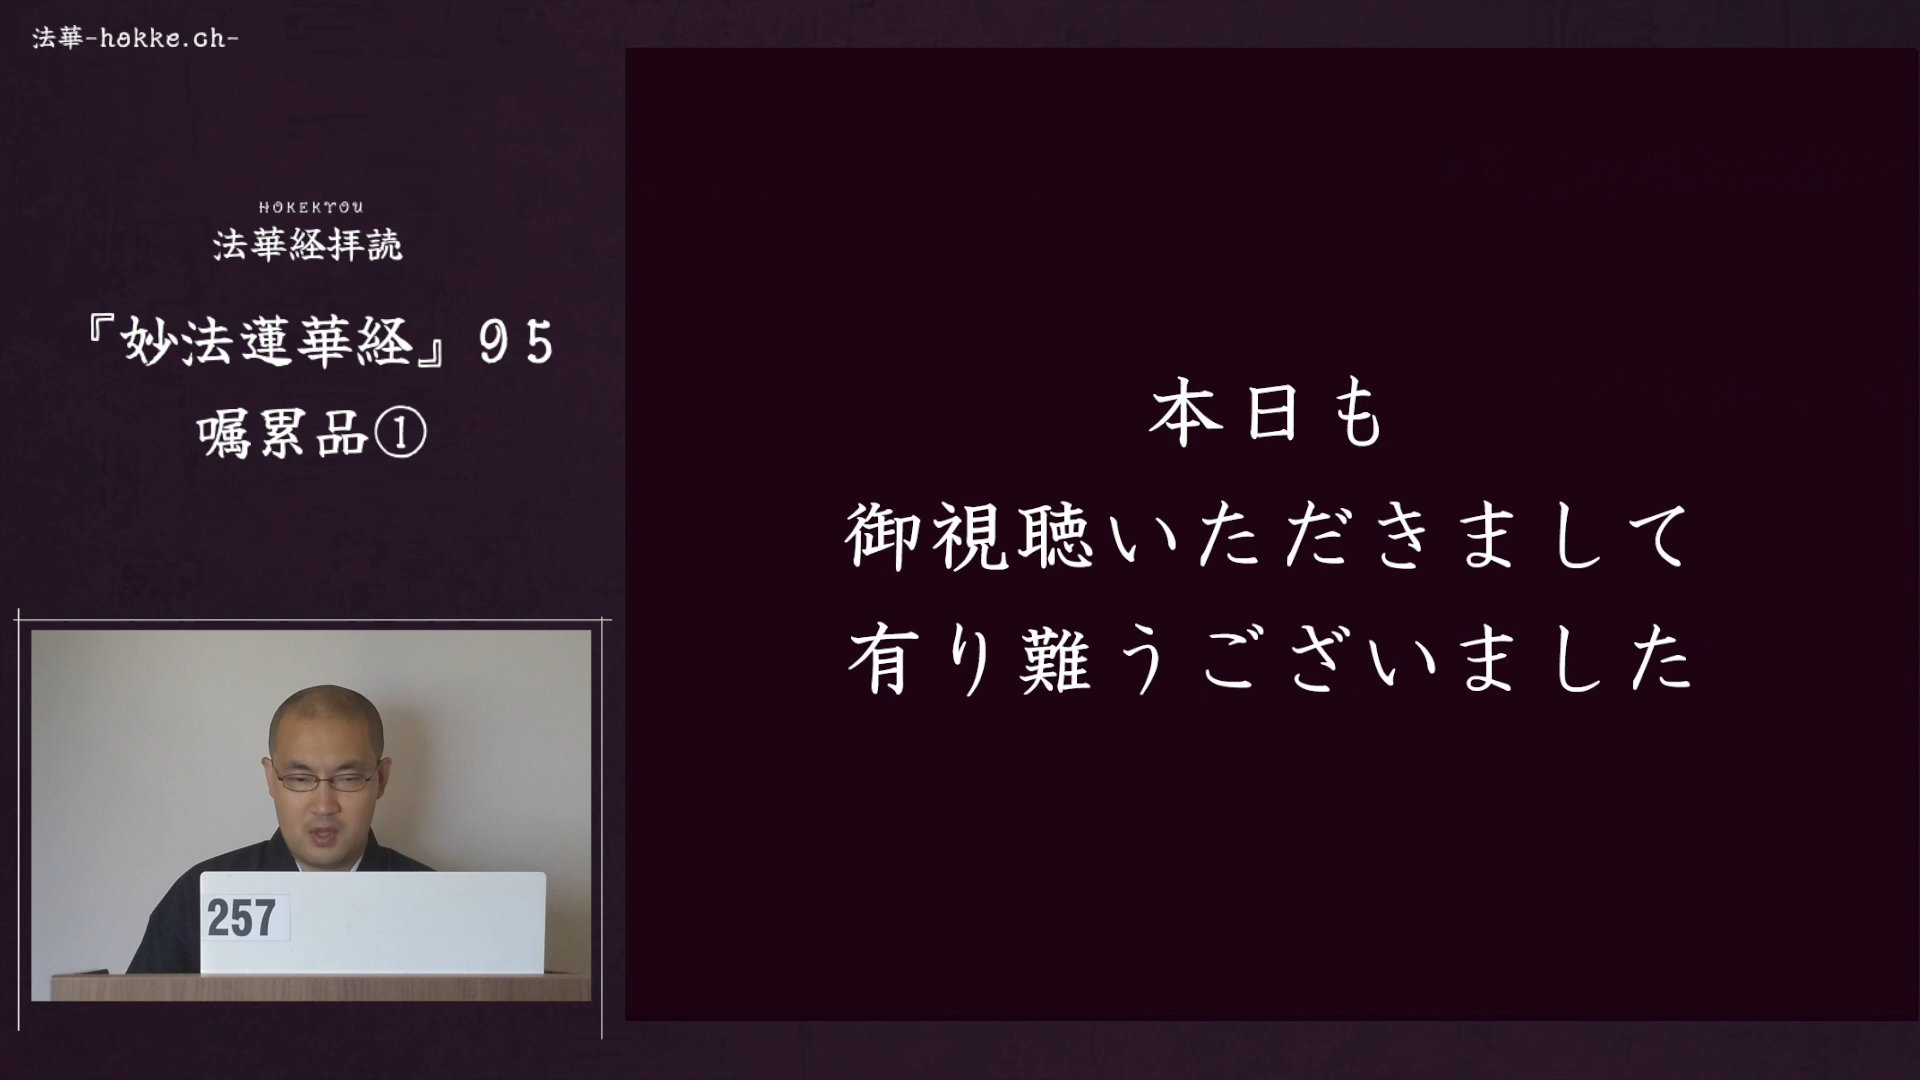 法華-hokke.ch-
HOKEKYOU
法華経拝読
『妙法蓮華経』95
嘱累品①
本日も
御視聴いただきまして
有り難うございました
257